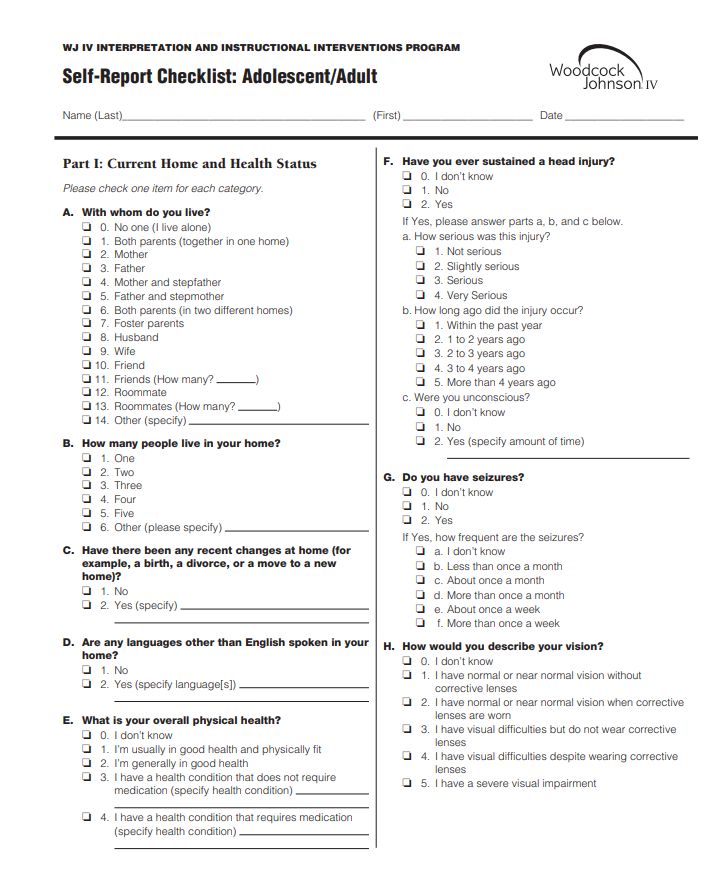 WJ IV INTERPRETATION AND INSTRUCTIONAL INTERVENTIONS PROGRAM
Self-Report Checklist: Adolescent/Adult
Woodcock
Johnson IV
Name (Last) (First) Date
Part I: Current Home and Health Status
Please check one item for each category.
A. With whom do you live?
0. No one (I live alone)
1. Both parents (together in one home)
2. Mother
3. Father
4. Mother and stepfather
5. Father and stepmother
6. Both parents (in two different homes)
7. Foster parents
8. Husband
9. Wife
10. Friend
11. Friends (How many? ______)
12. Roommate
13. Roommates (How many? ______)
14. Other (specify)
B. How many people live in your home?
1. One
2. Two
3. Three
4. Four
5. Five
6. Other (please specify)
C. Have there been any recent changes at home (for
example, a birth, a divorce, or a move to a new
home)?
1. No
2. Yes (specify)
D. Are any languages other than English spoken in your
home?
1. No
2. Yes (specify language[s])
E. What is your overall physical health?
0. I don't know
1. I'm usually in good health and physically fit
2. I'm generally in good health
3. I have a health condition that does not require
medication (specify health condition)
4. I have a health condition that requires medication
(specify health condition)
F. Have you ever sustained a head injury?
0. I don't know
1. No
2. Yes
If Yes, please answer parts a, b, and c below.
a. How serious was this injury?
1. Not serious
2. Slightly serious
3. Serious
4. Very Serious
b. How long ago did the injury occur?
1. Within the past year
2. 1 to 2 years ago
3. 2 to 3 years ago
4. 3 to 4 years ago
5. More than 4 years ago
c. Were you unconscious?
0. I don't know
1. No
2. Yes (specify amount of time)
G. Do you have seizures?
0. I don't know
1. No
2. Yes
If Yes, how frequent are the seizures?
a. I don't know
b. Less than once a month
c. About once a month
d. More than once a month
e. About once a week
f. More than once a week
H. How would you describe your vision?
0. I don't know
1. I have normal or near normal vision without
corrective lenses
2. I have normal or near normal vision when corrective
lenses are worn
3. I have visual difficulties but do not wear corrective
lenses
4. I have visual difficulties despite wearing corrective
lenses
5. I have a severe visual impairment